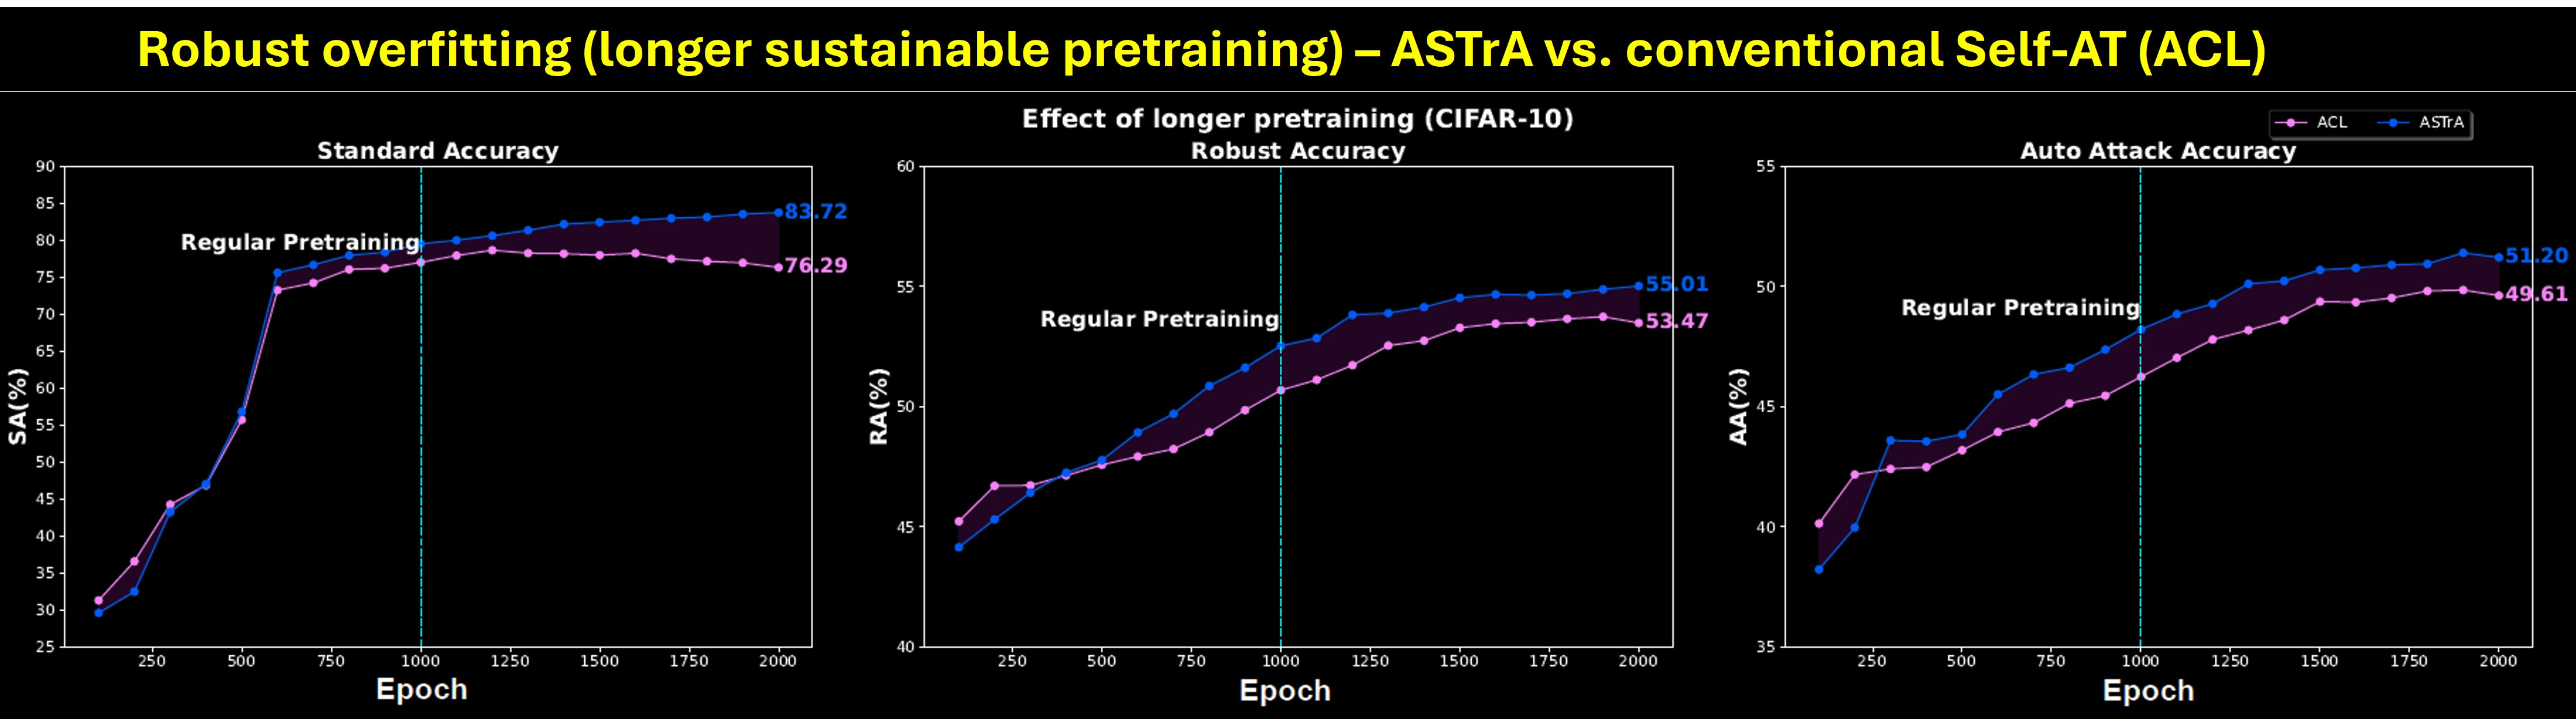 Robust overfitting (longer sustainable pretraining) – ASTrA vs. conventional Self-AT (ACL)
Effect of longer pretraining (CIFAR-10)
ACL ASTrA
Standard Accuracy
90
85
80
75
70
65
60
55
50
45
40
35
30
25
SA(%)
Regular Pretraining
83.72
76.29
250 500 750 1000 1250 1500 1750 2000
Epoch
Robust Accuracy
60
55
50
45
40
RA(%)
Regular Pretraining
55.01
53.47
250 500 750 1000 1250 1500 1750 2000
Epoch
Auto Attack Accuracy
55
50
45
40
35
AA(%)
Regular Pretraining
51.20
49.61
250 500 750 1000 1250 1500 1750 2000
Epoch